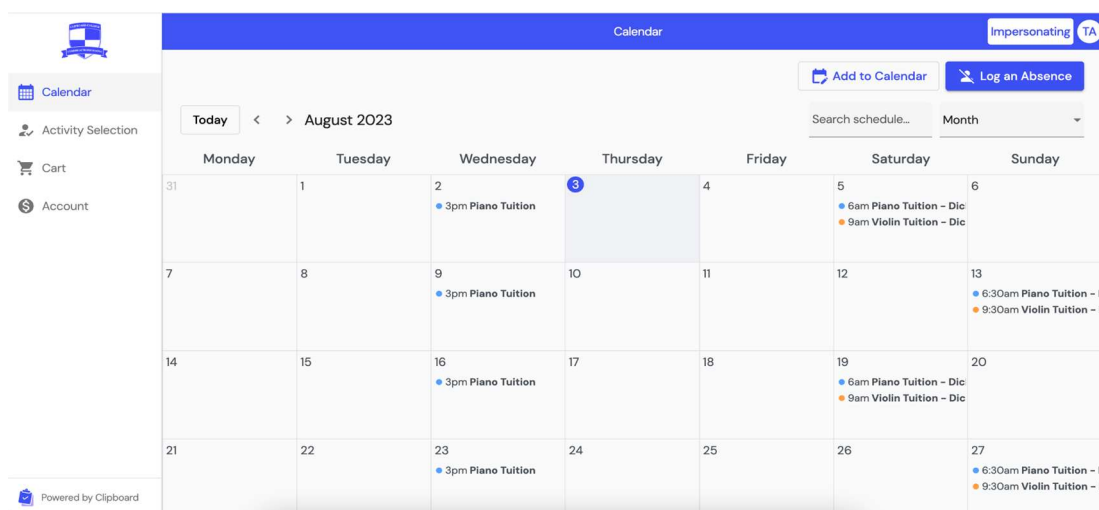 Calendar
Impersonating TA
Calendar
Activity Selection
Cart
Account
Powered by Clipboard
Add to Calendar
Log an Absence
Today < > August 2023
Search schedule...
Month
Monday Tuesday Wednesday Thursday Friday Saturday Sunday
31 1 2 3 4 5 6
3pm Piano Tuition
6am Piano Tuition - Dic
9am Violin Tuition - Dic
7 8 9 10 11 12 13
3pm Piano Tuition
6:30am Piano Tuition -
9:30am Violin Tuition -
14 15 16 17 18 19 20
3pm Piano Tuition
6am Piano Tuition - Dic
9am Violin Tuition - Dic
21 22 23 24 25 26 27
3pm Piano Tuition
6:30am Piano Tuition -
9:30am Violin Tuition -